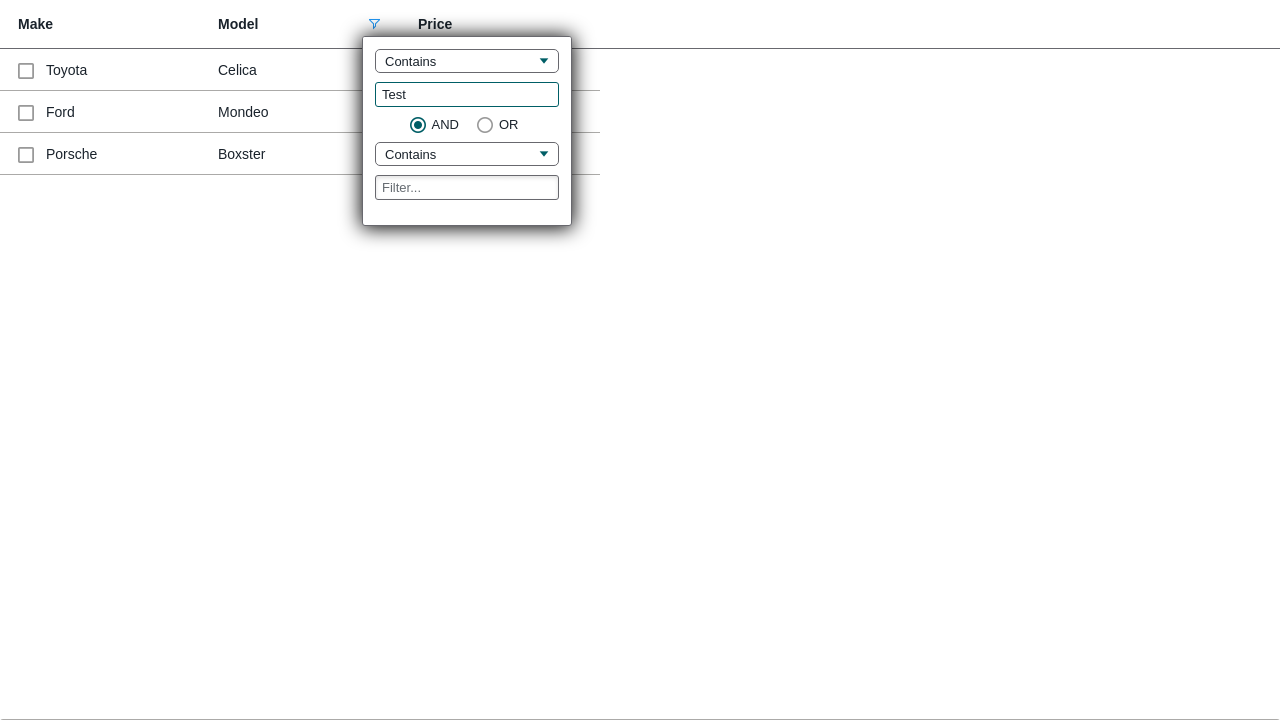 Make Model Price
Contains
Toyota Celica
Test
Ford Mondeo
AND OR
Porsche Boxster
Contains
Filter...